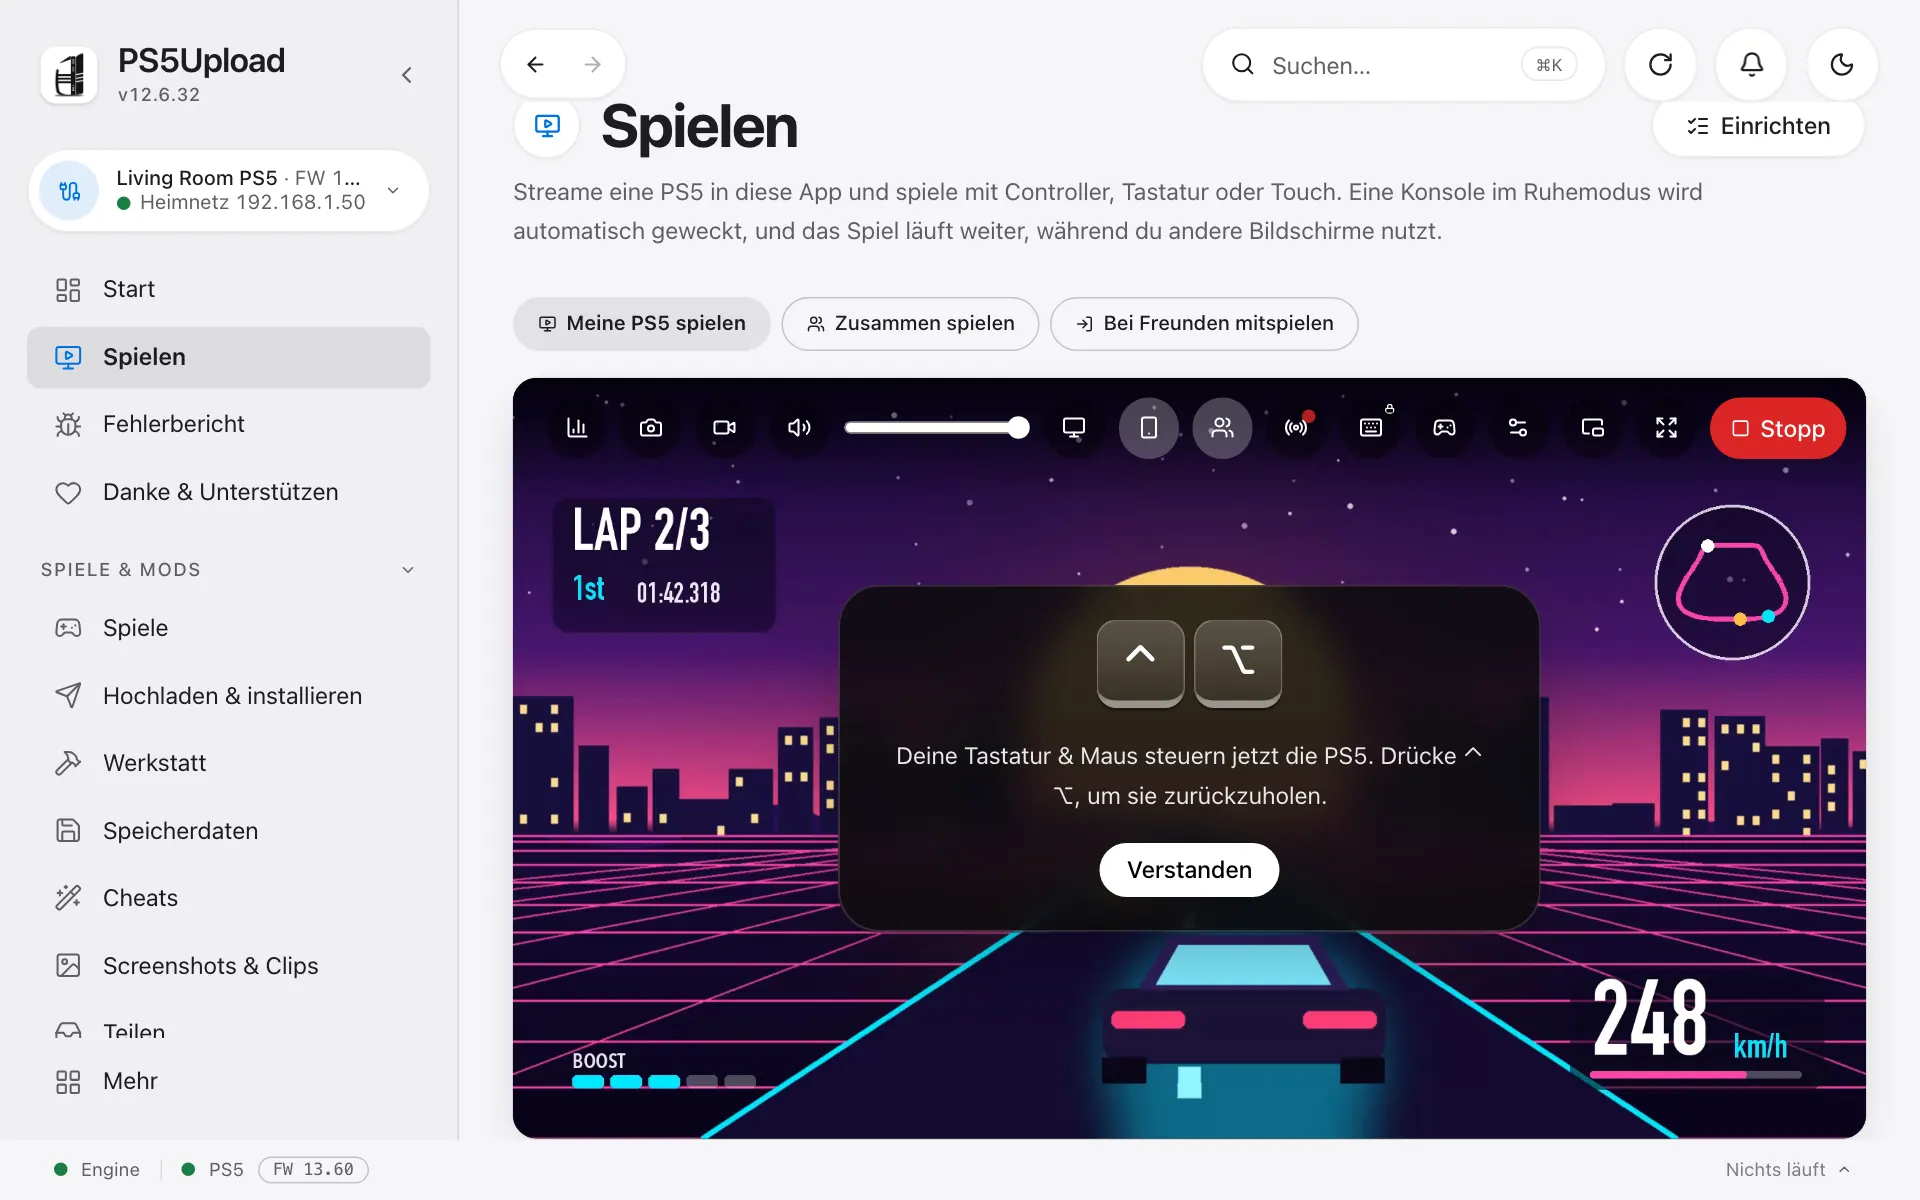 PS5Upload
v12.6.32
Living Room PS5 · FW 1...
Heimnetz 192.168.1.50
Start
Spielen
Fehlerbericht
Danke & Unterstützen
SPIELE & MODS
Spiele
Hochladen & installieren
Werkstatt
Speicherdaten
Cheats
Screenshots & Clips
Teilen
Mehr
Suchen...
⌘K
Spielen
Einrichten
Streame eine PS5 in diese App und spiele mit Controller, Tastatur oder Touch. Eine Konsole im Ruhemodus wird
automatisch geweckt, und das Spiel läuft weiter, während du andere Bildschirme nutzt.
Meine PS5 spielen
Zusammen spielen
Bei Freunden mitspielen
Stopp
LAP 2/3
1st 01:42.318
⌃ ⌥
Deine Tastatur & Maus steuern jetzt die PS5. Drücke ⌃
⌥, um sie zurückzuholen.
Verstanden
BOOST
248 km/h
Engine
PS5
FW 13.60
Nichts läuft